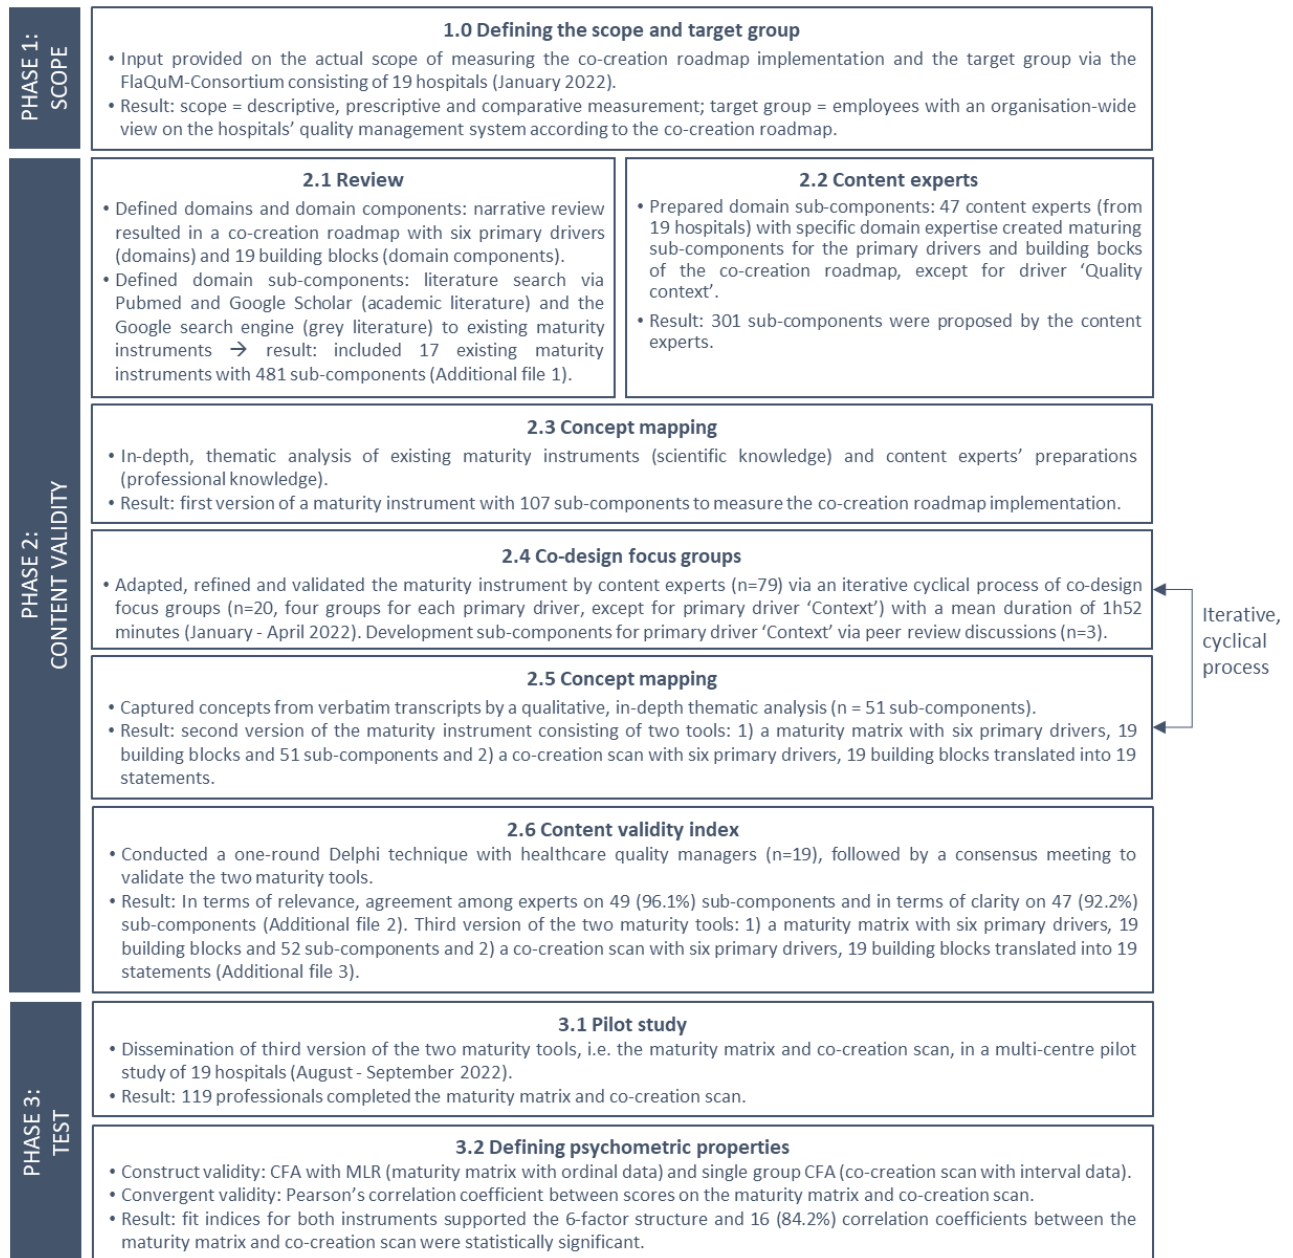 PHASE 1:
SCOPE
1.0 Defining the scope and target group
• Input provided on the actual scope of measuring the co-creation roadmap implementation and the target group via the
FlaQuM-Consortium consisting of 19 hospitals (January 2022).
• Result: scope = descriptive, prescriptive and comparative measurement; target group = employees with an organisation-wide
view on the hospitals’ quality management system according to the co-creation roadmap.
PHASE 2:
CONTENT VALIDITY
2.1 Review
• Defined domains and domain components: narrative review
resulted in a co-creation roadmap with six primary drivers
(domains) and 19 building blocks (domain components).
• Defined domain sub-components: literature search via
Pubmed and Google Scholar (academic literature) and the
Google search engine (grey literature) to existing maturity
instruments → result: included 17 existing maturity
instruments with 481 sub-components (Additional file 1).
2.2 Content experts
• Prepared domain sub-components: 47 content experts (from
19 hospitals) with specific domain expertise created maturing
sub-components for the primary drivers and building bocks
of the co-creation roadmap, except for driver ‘Quality
context’.
• Result: 301 sub-components were proposed by the content
experts.
2.3 Concept mapping
• In-depth, thematic analysis of existing maturity instruments (scientific knowledge) and content experts’ preparations
(professional knowledge).
• Result: first version of a maturity instrument with 107 sub-components to measure the co-creation roadmap implementation.
2.4 Co-design focus groups
• Adapted, refined and validated the maturity instrument by content experts (n=79) via an iterative cyclical process of co-design
focus groups (n=20, four groups for each primary driver, except for primary driver ‘Context’) with a mean duration of 1h52
minutes (January - April 2022). Development sub-components for primary driver ‘Context’ via peer review discussions (n=3).
Iterative,
cyclical
process
2.5 Concept mapping
• Captured concepts from verbatim transcripts by a qualitative, in-depth thematic analysis (n = 51 sub-components).
• Result: second version of the maturity instrument consisting of two tools: 1) a maturity matrix with six primary drivers, 19
building blocks and 51 sub-components and 2) a co-creation scan with six primary drivers, 19 building blocks translated into 19
statements.
2.6 Content validity index
• Conducted a one-round Delphi technique with healthcare quality managers (n=19), followed by a consensus meeting to
validate the two maturity tools.
• Result: In terms of relevance, agreement among experts on 49 (96.1%) sub-components and in terms of clarity on 47 (92.2%)
sub-components (Additional file 2). Third version of the two maturity tools: 1) a maturity matrix with six primary drivers, 19
building blocks and 52 sub-components and 2) a co-creation scan with six primary drivers, 19 building blocks translated into 19
statements (Additional file 3).
PHASE 3:
TEST
3.1 Pilot study
• Dissemination of third version of the two maturity tools, i.e. the maturity matrix and co-creation scan, in a multi-centre pilot
study of 19 hospitals (August - September 2022).
• Result: 119 professionals completed the maturity matrix and co-creation scan.
3.2 Defining psychometric properties
• Construct validity: CFA with MLR (maturity matrix with ordinal data) and single group CFA (co-creation scan with interval data).
• Convergent validity: Pearson’s correlation coefficient between scores on the maturity matrix and co-creation scan.
• Result: fit indices for both instruments supported the 6-factor structure and 16 (84.2%) correlation coefficients between the
maturity matrix and co-creation scan were statistically significant.